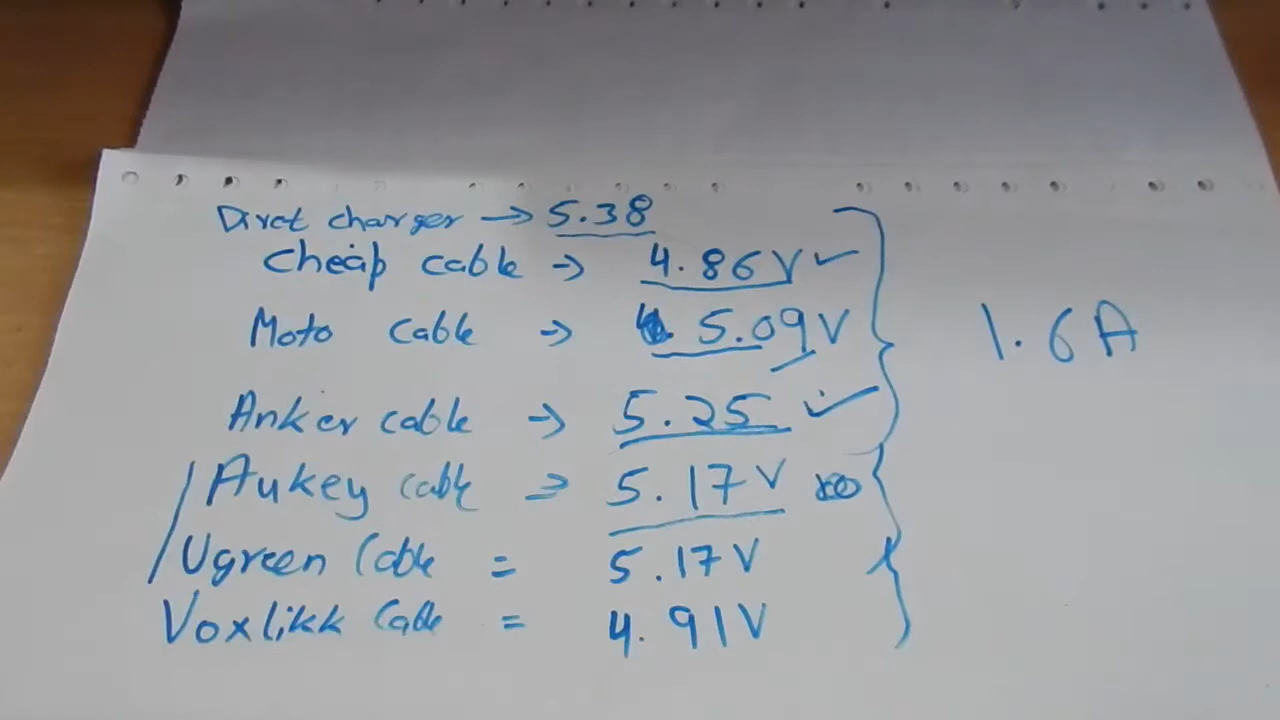 Dirct charger → 5.38
Cheap cable → 4.86V ✓
Moto cable → 5.09V
1.6A
Anker cable → 5.25 ✓
Aukey cable → 5.17V
Ugreen Cable = 5.17V
Voxlikk Cable = 4.91V